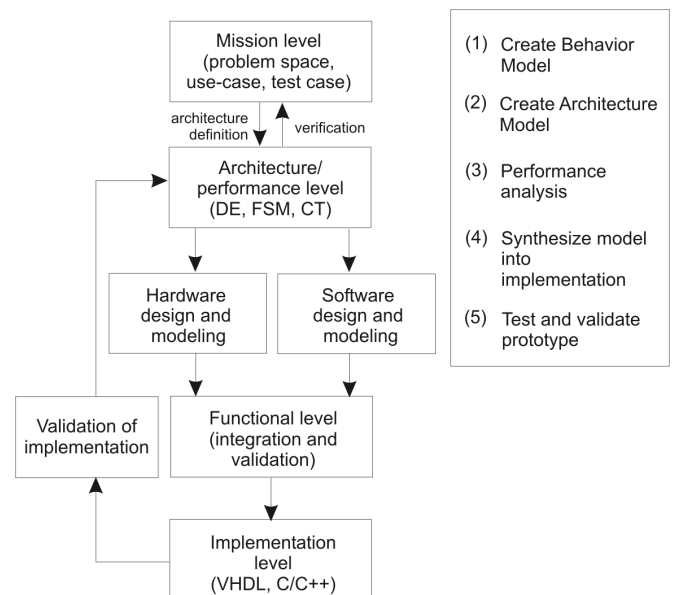 Mission level
(problem space,
use-case, test case)
architecture
definition
verification
Architecture/
performance level
(DE, FSM, CT)
Hardware
design and
modeling
Software
design and
modeling
Validation of
implementation
Functional level
(integration and
validation)
Implementation
level
(VHDL, C/C++)
(1) Create Behavior
Model
(2) Create Architecture
Model
(3) Performance
analysis
(4) Synthesize model
into
implementation
(5) Test and validate
prototype